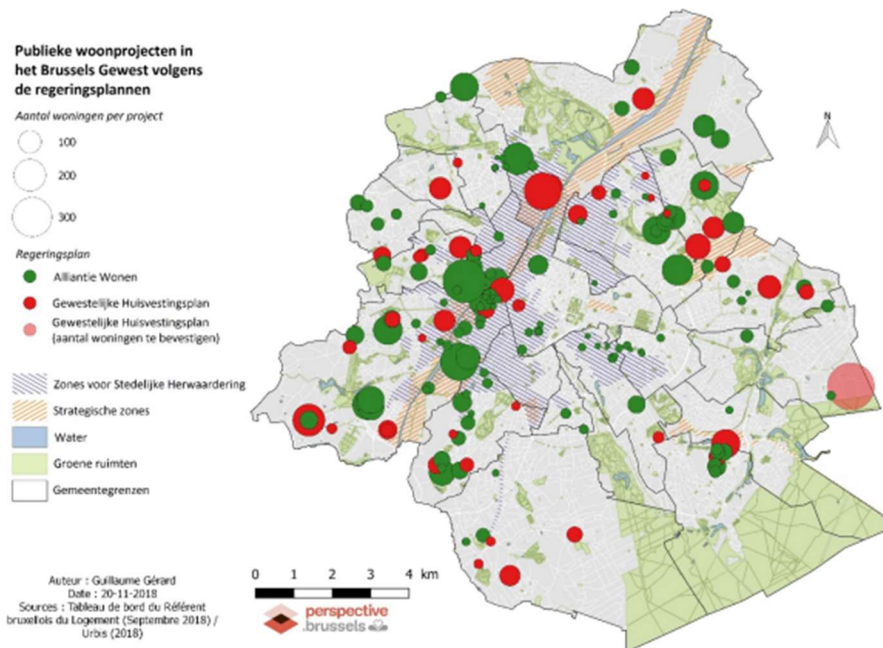 Publieke woonprojecten in
het Brussels Gewest volgens
de regeringsplannen
Aantal woningen per project
100
200
300
Regeringsplan
Alliantie Wonen
Gewestelijke Huisvestingsplan
Gewestelijke Huisvestingsplan
(aantal woningen te bevestigen)
Zones voor Stedelijke Herwaardering
Strategische zones
Water
Groene ruimten
Gemeentegrenzen
Auteur : Guillaume Gérard
Date : 20-11-2018
Sources : Tableau de bord du Référent
bruxellois du Logement (Septembre 2018) /
Urbis (2018)
N
0 1 2 3 4 km
perspective
.brussels